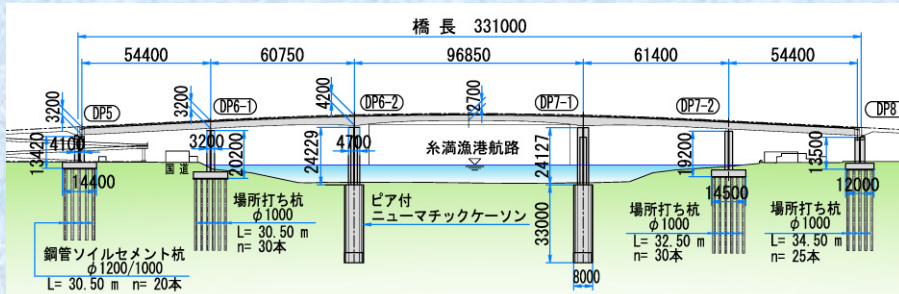 橋 長 331000
54400
60750
96850
61400
54400
3200
DP5
3200
DP6-1
4200
DP6-2
2700
DP7-1
DP7-2
DP8
13420
4100
3200
20200
24229
4700
糸満漁港航路
24127
19200
13500
国道
14400
14500
12000
場所打ち杭
φ1000
L= 30.50 m
n= 30本
ピア付
ニューマチックケーソン
33000
8000
場所打ち杭
φ1000
L= 32.50 m
n= 30本
場所打ち杭
φ1000
L= 34.50 m
n= 25本
鋼管ソイルセメント杭
φ1200/1000
L= 30.50 m n= 20本